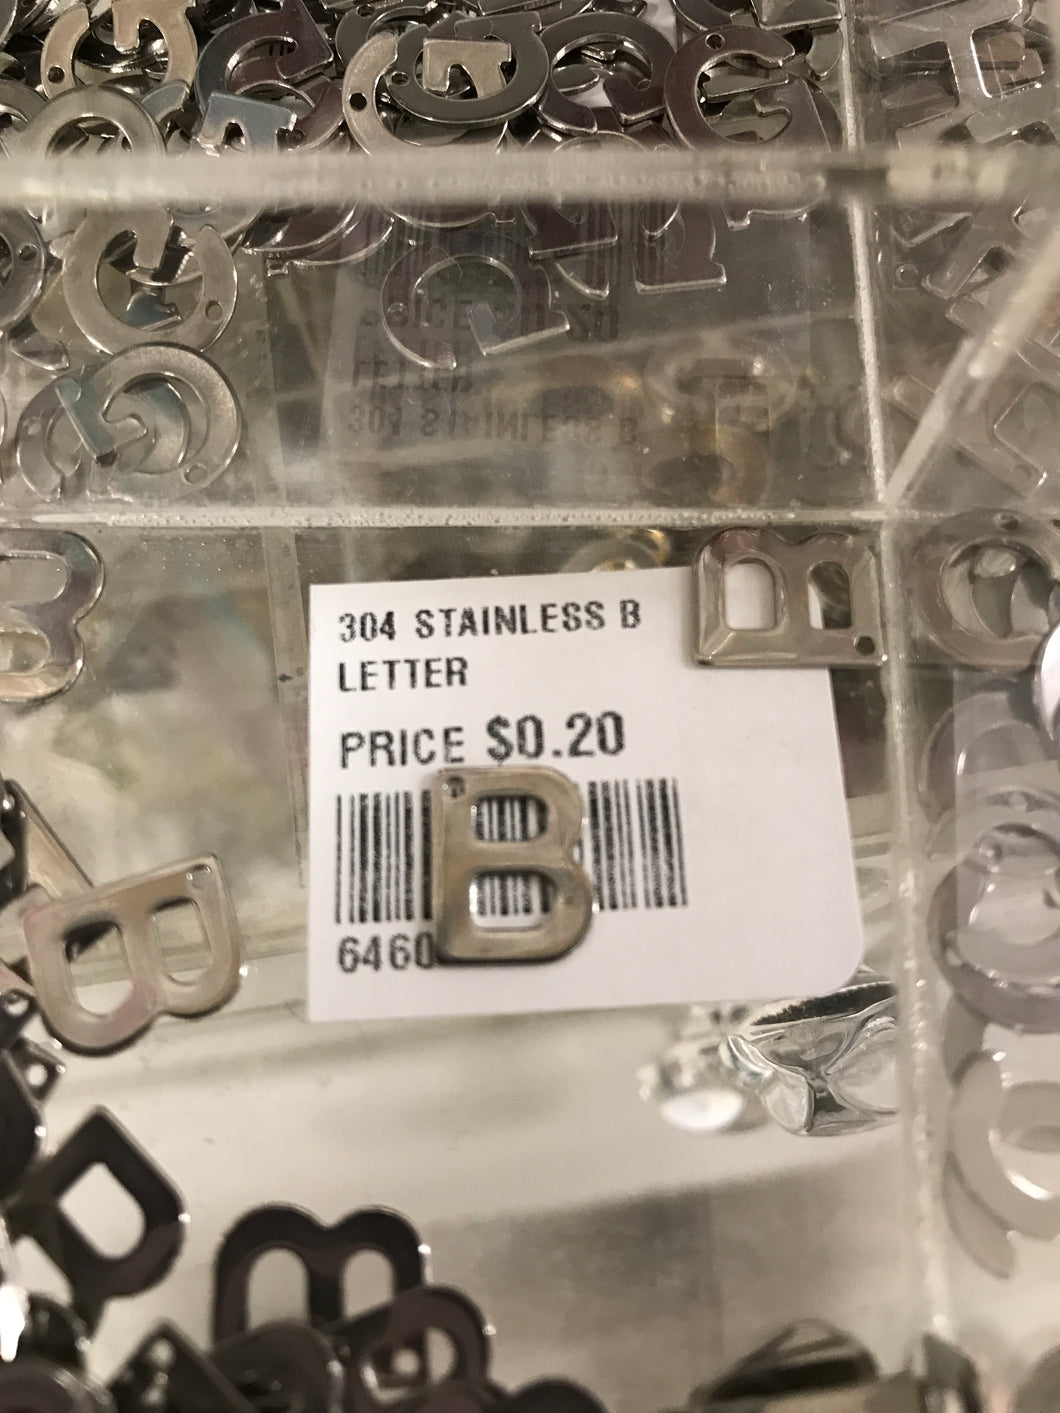 304 STAINLESS B
LETTER
PRICE $0.20
B
6460